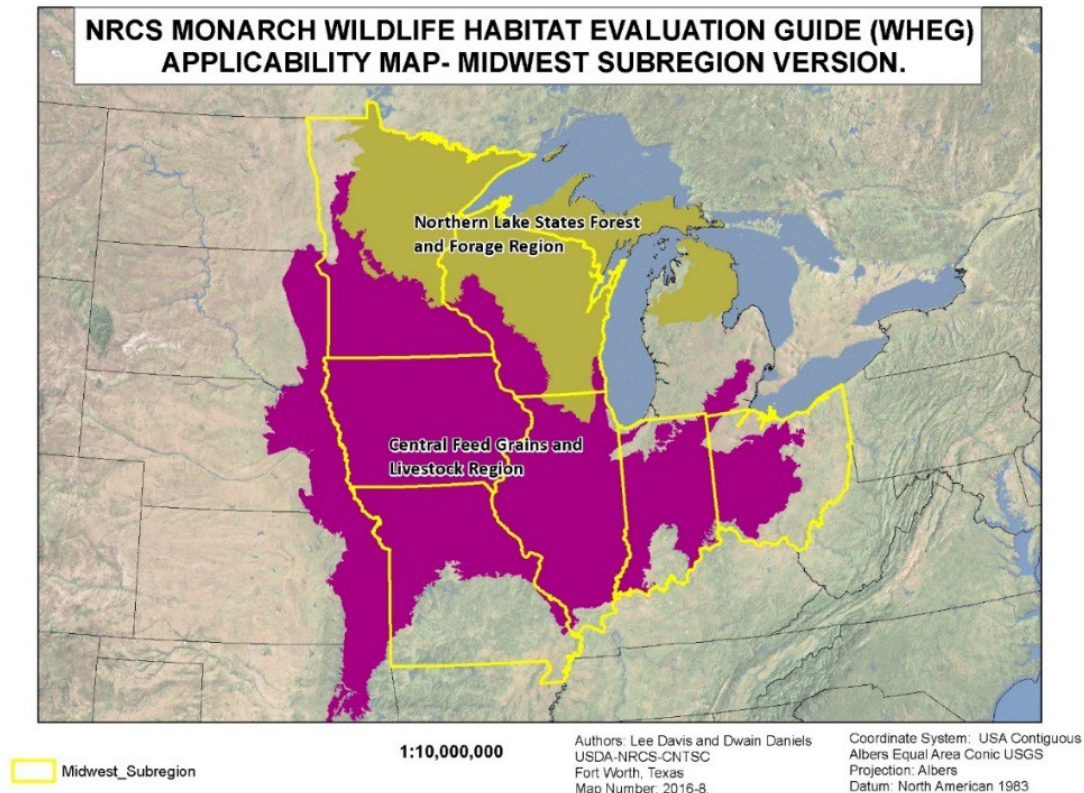 NRCS MONARCH WILDLIFE HABITAT EVALUATION GUIDE (WHEG)
APPLICABILITY MAP- MIDWEST SUBREGION VERSION.
Northern Lake States Forest
and Forage Region
Central Feed Grains and
Livestock Region
Midwest_Subregion
1:10,000,000
Authors: Lee Davis and Dwain Daniels
USDA-NRCS-CNTSC
Fort Worth, Texas
Map Number: 2016-8.
Coordinate System: USA Contiguous
Albers Equal Area Conic USGS
Projection: Albers
Datum: North American 1983